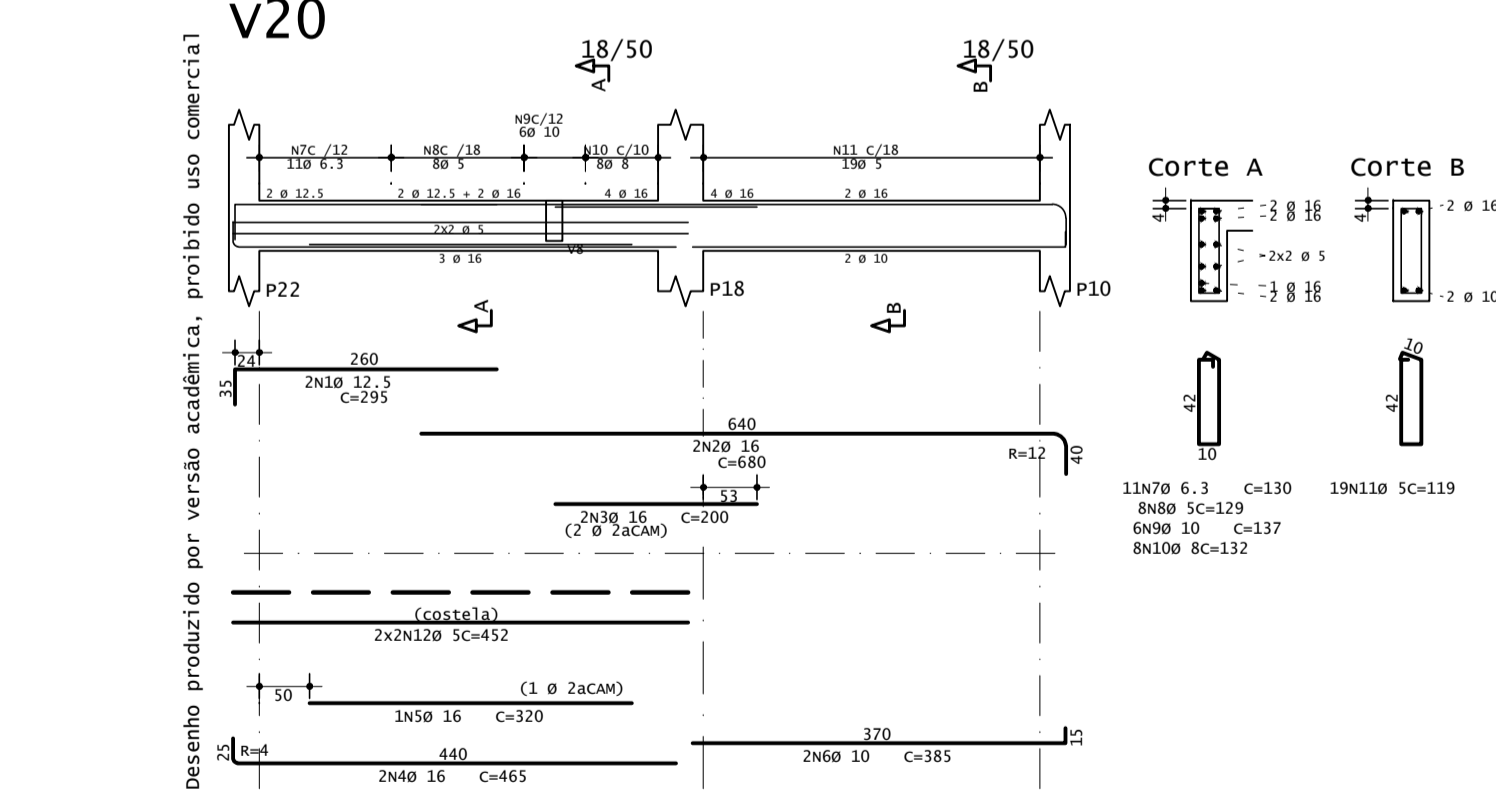 V20
Desenho produzido por versão acadêmica, proibido uso comercial
18/50
18/50
A
B
N9C/12
6Ø 10
N7C /12
11Ø 6.3
N8C /18
8Ø 5
N10 C/10
8Ø 8
N11 C/18
19Ø 5
2 Ø 12.5
2 Ø 12.5 + 2 Ø 16
4 Ø 16
4 Ø 16
2 Ø 16
2x2 Ø 5
V8
3 Ø 16
2 Ø 10
P22
P18
P10
A
B
Corte A
4
-2 Ø 16
-2 Ø 16
-2x2 Ø 5
-1 Ø 16
-2 Ø 16
Corte B
4
-2 Ø 16
-2 Ø 10
24
260
35
2N1Ø 12.5
C=295
640
2N2Ø 16
C=680
R=12
40
53
2N3Ø 16 C=200
(2 Ø 2aCAM)
42
10
10
42
11N7Ø 6.3 C=130
8N8Ø 5C=129
6N9Ø 10 C=137
8N10Ø 8C=132
19N11Ø 5C=119
(costela)
2x2N12Ø 5C=452
50
(1 Ø 2aCAM)
1N5Ø 16 C=320
25
R=4
440
2N4Ø 16 C=465
370
15
2N6Ø 10 C=385